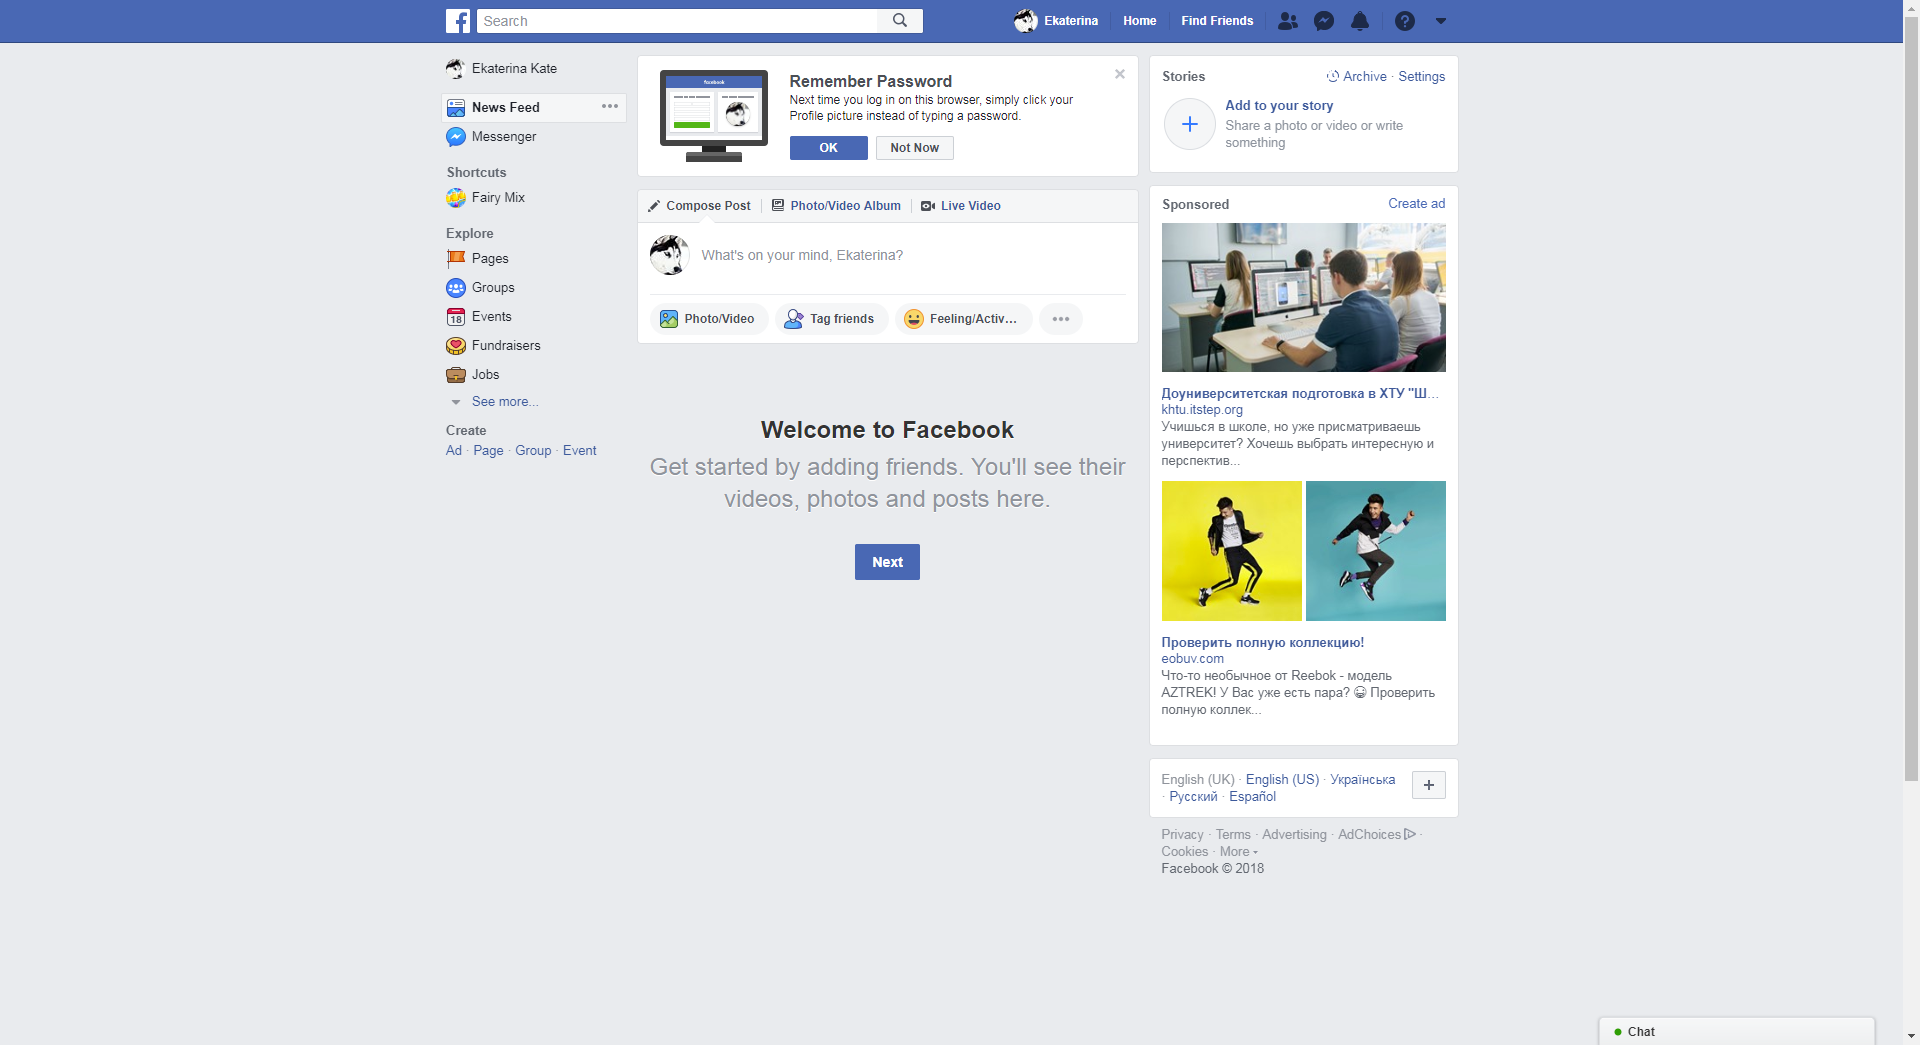 Search
Ekaterina
Home
Find Friends
Ekaterina Kate
News Feed
Messenger
Shortcuts
Fairy Mix
Explore
Pages
Groups
18
Events
Fundraisers
Jobs
See more...
Create
Ad · Page · Group · Event
facebook
Remember Password
Next time you log in on this browser, simply click your
Profile picture instead of typing a password.
OK
Not Now
Compose Post
Photo/Video Album
Live Video
What's on your mind, Ekaterina?
Photo/Video
Tag friends
Feeling/Activ...
Welcome to Facebook
Get started by adding friends. You'll see their
videos, photos and posts here.
Next
Stories
Archive · Settings
Add to your story
Share a photo or video or write
something
Sponsored
Create ad
Доуниверситетская подготовка в ХТУ "Ш...
khtu.itstep.org
Учишься в школе, но уже присматриваешь
университет? Хочешь выбрать интересную и
перспектив...
Проверить полную коллекцию!
eobuv.com
Что-то необычное от Reebok - модель
AZTREK! У Вас уже есть пара? 😀 Проверить
полную коллек...
English (UK) · English (US) · Українська
· Русский · Español
Privacy · Terms · Advertising · AdChoices ·
Cookies · More
Facebook © 2018
Chat